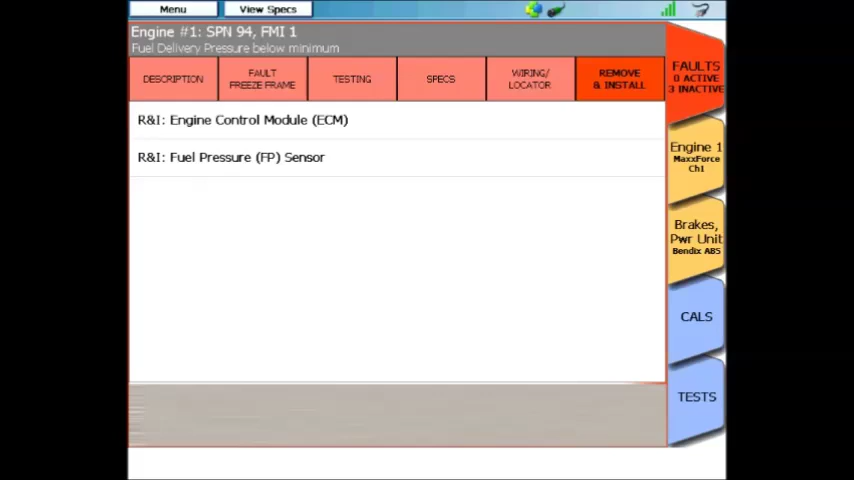 Menu
View Specs
Engine #1: SPN 94, FMI 1
Fuel Delivery Pressure below minimum
DESCRIPTION
FAULT
FREEZE FRAME
TESTING
SPECS
WIRING/
LOCATOR
REMOVE
& INSTALL
R&I: Engine Control Module (ECM)
R&I: Fuel Pressure (FP) Sensor
FAULTS
0 ACTIVE
3 INACTIVE
Engine 1
MaxxForce
Ch1
Brakes,
Pwr Unit
Bendix ABS
CALS
TESTS